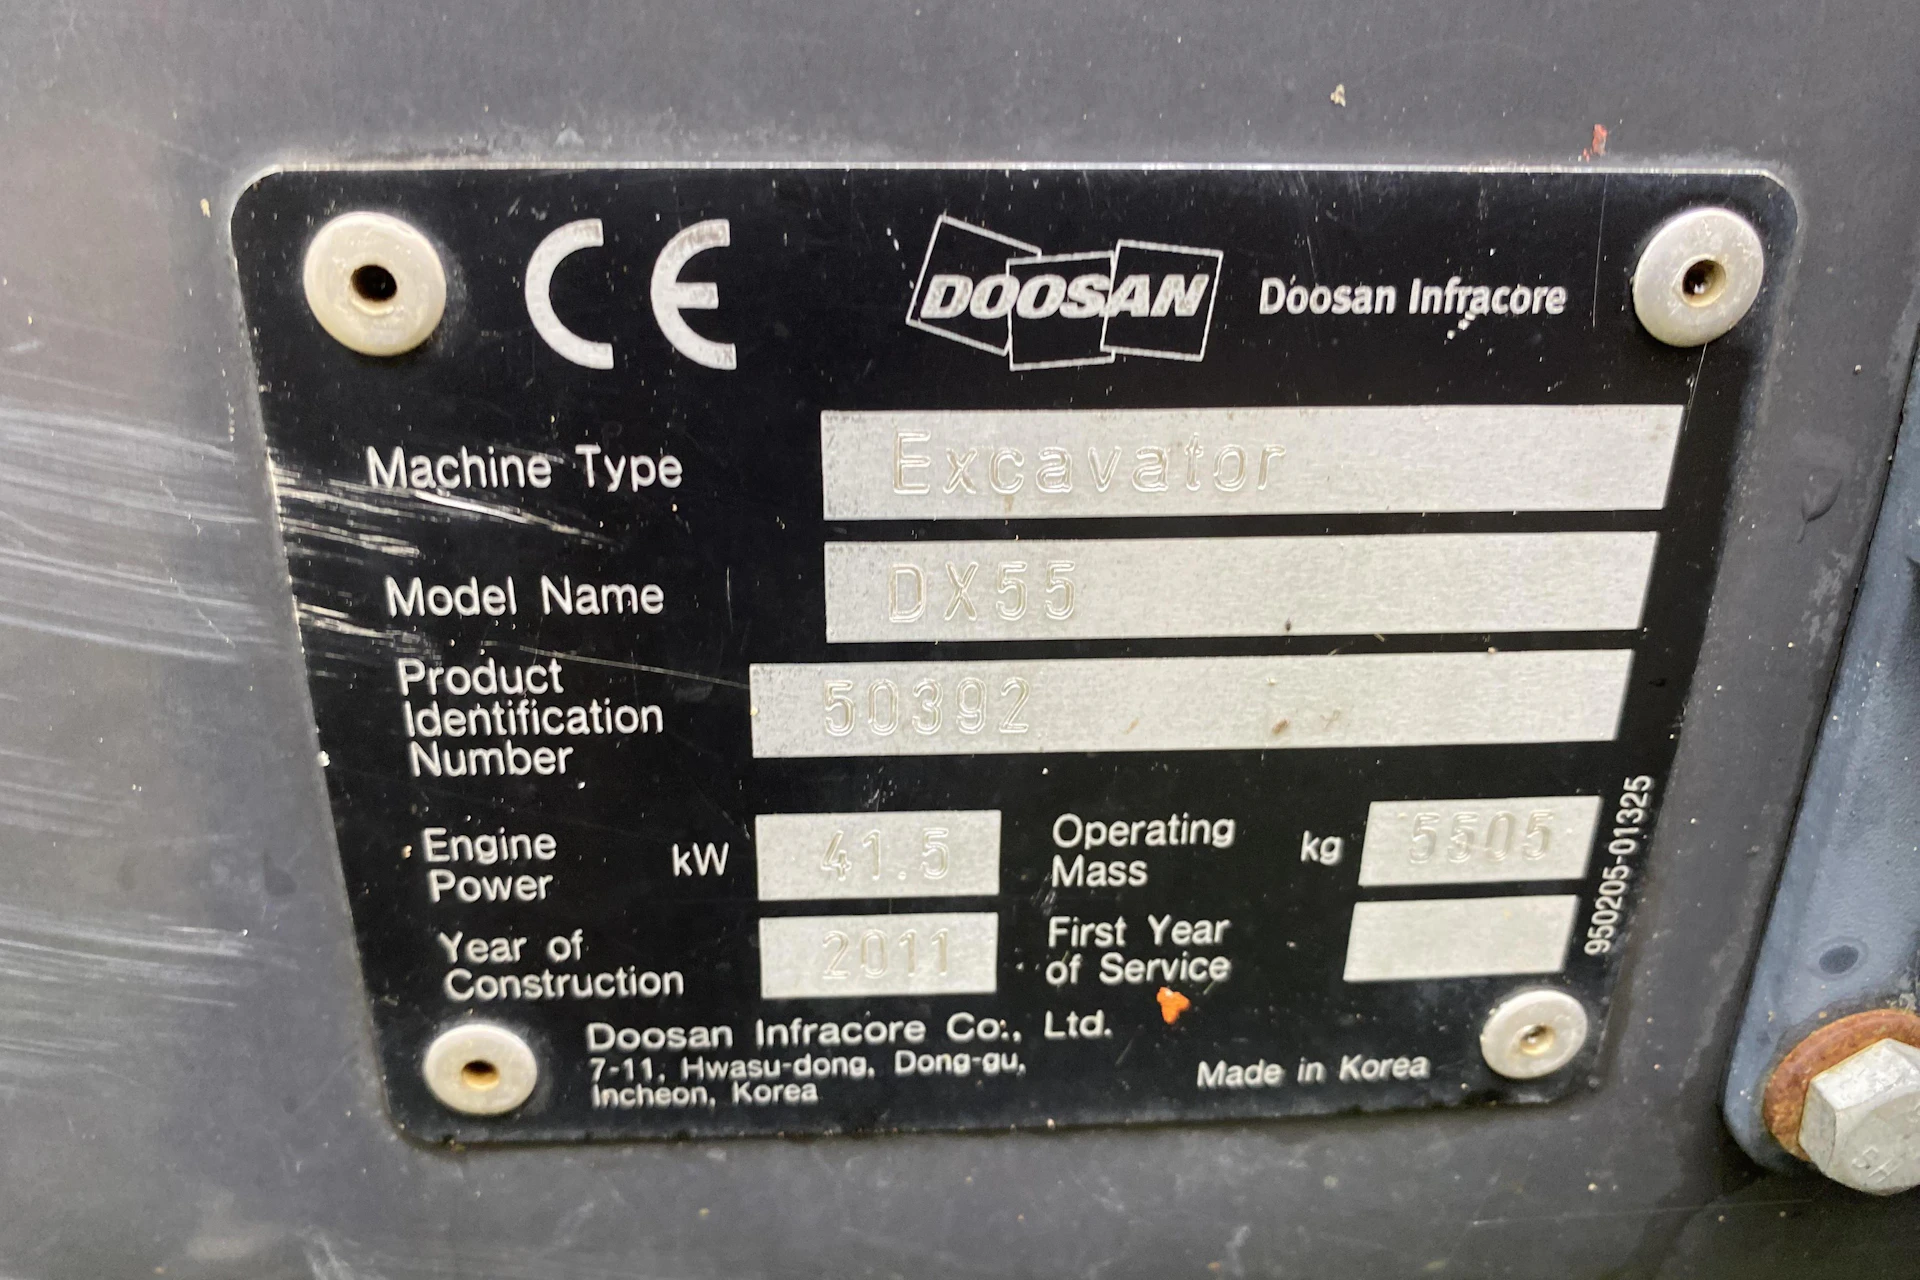 CE DOOSAN Doosan Infracore
Machine Type Excavator
Model Name DX55
Product
Identification
Number
50392
Engine
Power
kW 41.5
Operating
Mass
kg 5505
Year of
Construction
2011
First Year
of Service
950205-01325
Doosan Infracore Co., Ltd.
7-11, Hwasu-dong, Dong-gu,
Incheon, Korea
Made in Korea